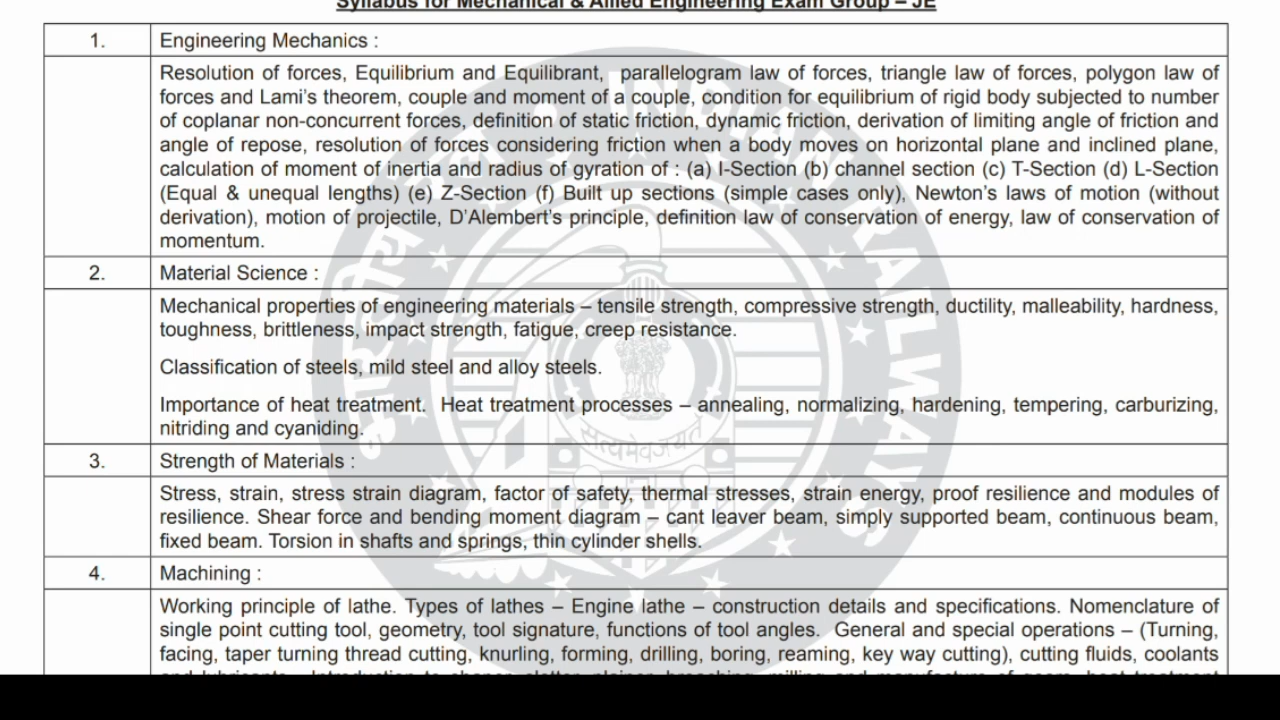 Syllabus for Mechanical & Allied Engineering Exam Group – JE
1. Engineering Mechanics :
Resolution of forces, Equilibrium and Equilibrant, parallelogram law of forces, triangle law of forces, polygon law of
forces and Lami's theorem, couple and moment of a couple, condition for equilibrium of rigid body subjected to number
of coplanar non-concurrent forces, definition of static friction, dynamic friction, derivation of limiting angle of friction and
angle of repose, resolution of forces considering friction when a body moves on horizontal plane and inclined plane,
calculation of moment of inertia and radius of gyration of : (a) I-Section (b) channel section (c) T-Section (d) L-Section
(Equal & unequal lengths) (e) Z-Section (f) Built up sections (simple cases only), Newton's laws of motion (without
derivation), motion of projectile, D'Alembert's principle, definition law of conservation of energy, law of conservation of
momentum.
2. Material Science :
Mechanical properties of engineering materials – tensile strength, compressive strength, ductility, malleability, hardness,
toughness, brittleness, impact strength, fatigue, creep resistance.
Classification of steels, mild steel and alloy steels.
Importance of heat treatment. Heat treatment processes – annealing, normalizing, hardening, tempering, carburizing,
nitriding and cyaniding.
3. Strength of Materials :
Stress, strain, stress strain diagram, factor of safety, thermal stresses, strain energy, proof resilience and modules of
resilience. Shear force and bending moment diagram – cant leaver beam, simply supported beam, continuous beam,
fixed beam. Torsion in shafts and springs, thin cylinder shells.
4. Machining :
Working principle of lathe. Types of lathes – Engine lathe – construction details and specifications. Nomenclature of
single point cutting tool, geometry, tool signature, functions of tool angles. General and special operations – (Turning,
facing, taper turning thread cutting, knurling, forming, drilling, boring, reaming, key way cutting), cutting fluids, coolants
INDIAN RAILWAYS
भारतीय रेल
सत्यमेव जयते